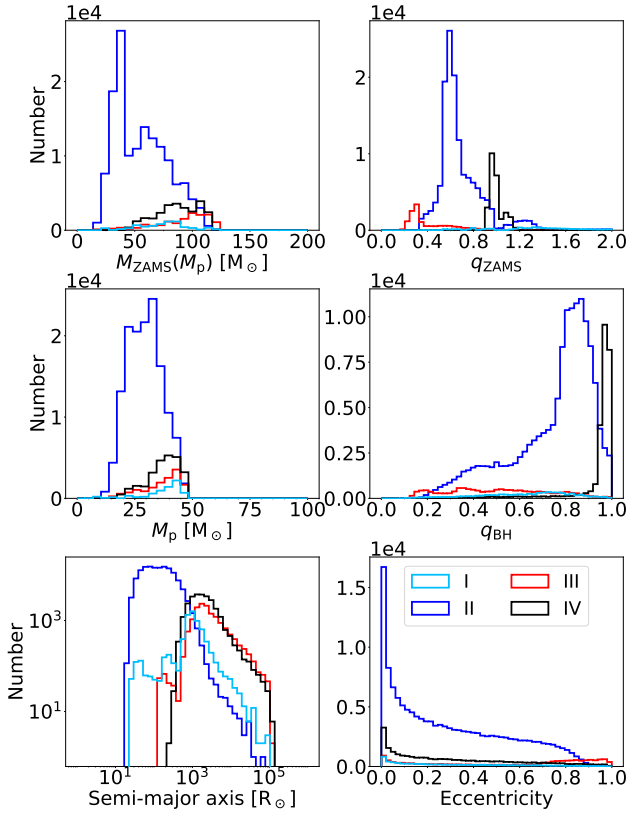 1e4 1e4
Number
2
1
0
0 50 100 150 200
M_ZAMS(M_p) [M_⊙]
2
1
0
0.0 0.4 0.8 1.2 1.6 2.0
q_ZAMS
1e4 1e4
Number
2
1
0
0 25 50 75 100
M_p [M_⊙]
1.00
0.75
0.50
0.25
0.00
0.0 0.2 0.4 0.6 0.8 1.0
q_BH
Number
10^3
10^1
10^1 10^3 10^5
Semi-major axis [R_⊙]
1e4
1.5
1.0
0.5
0.0
0.0 0.2 0.4 0.6 0.8 1.0
Eccentricity
I III
II IV